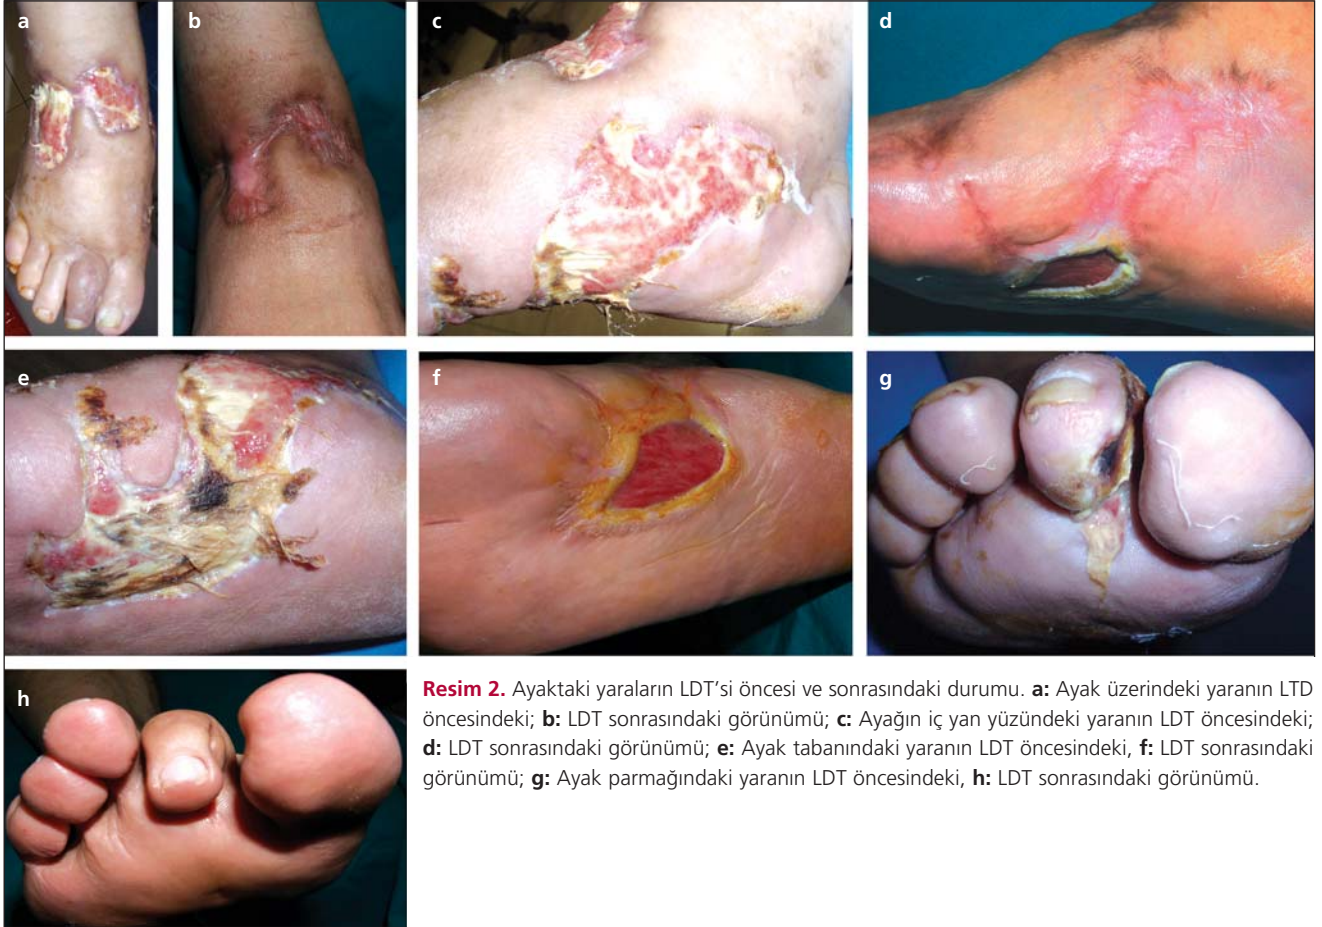 a
b
c
d
e
f
g
h
Resim 2. Ayaktaki yaraların LDT’si öncesi ve sonrasındaki durumu. a: Ayak üzerindeki yaranın LTD
öncesindeki; b: LDT sonrasındaki görünümü; c: Ayağın iç yan yüzündeki yaranın LDT öncesindeki;
d: LDT sonrasındaki görünümü; e: Ayak tabanındaki yaranın LDT öncesindeki, f: LDT sonrasındaki
görünümü; g: Ayak parmağındaki yaranın LDT öncesindeki, h: LDT sonrasındaki görünümü.